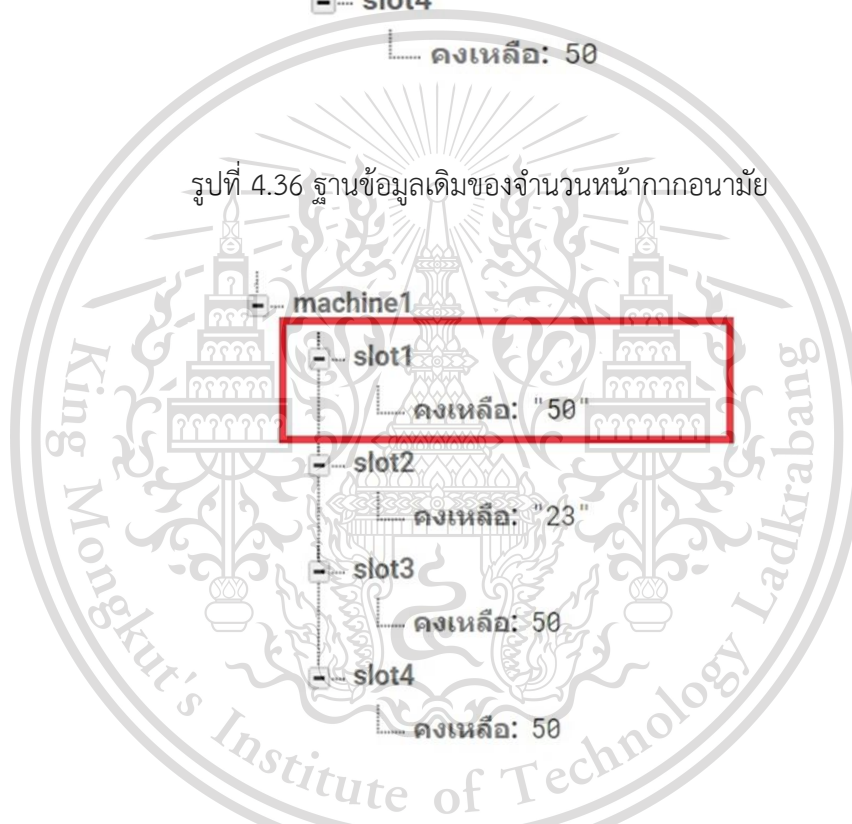 slot4
คงเหลือ: 50
รูปที่ 4.36 ฐานข้อมูลเดิมของจำนวนหน้ากากอนามัย
machine1
slot1
คงเหลือ: "50"
slot2
คงเหลือ: "23"
slot3
คงเหลือ: 50
slot4
คงเหลือ: 50
King Mongkut's Institute of Technology Ladkrabang